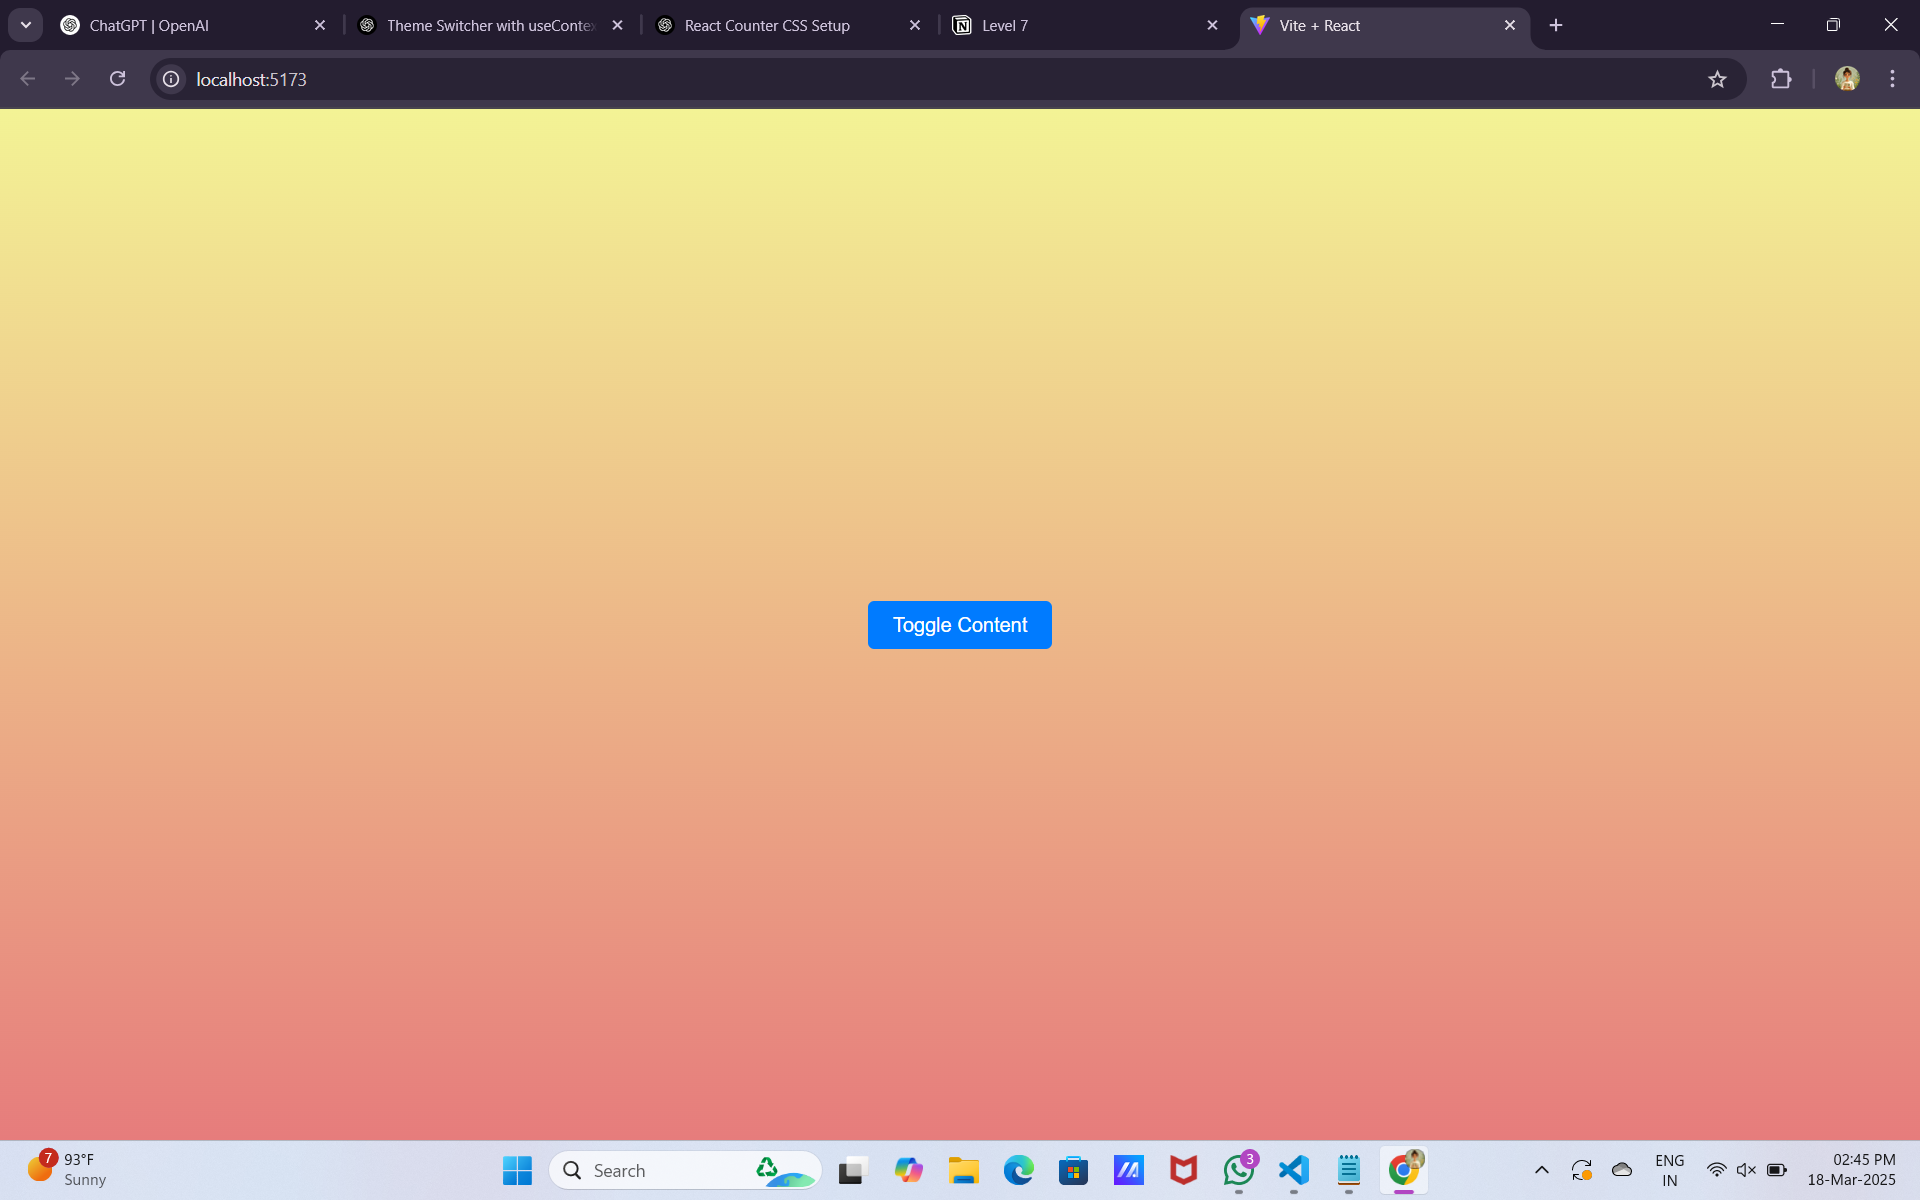 ChatGPT | OpenAI
Theme Switcher with useConte
React Counter CSS Setup
Level 7
Vite + React
localhost:5173
Toggle Content
7
93°F
Sunny
Search
3
ENG
IN
02:45 PM
18-Mar-2025